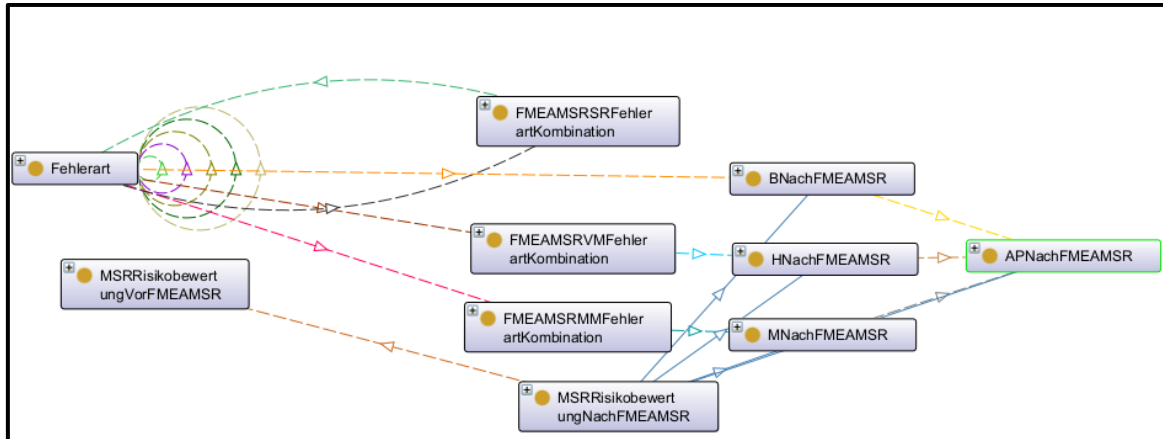 FMEAMSRSRFehler
artKombination
Fehlerart
BNachFMEAMSR
FMEAMSRVMFehler
artKombination
HNachFMEAMSR
APNachFMEAMSR
MSRRisikobewert
ungVorFMEAMSR
FMEAMSRMMFehler
artKombination
MNachFMEAMSR
MSRRisikobewert
ungNachFMEAMSR